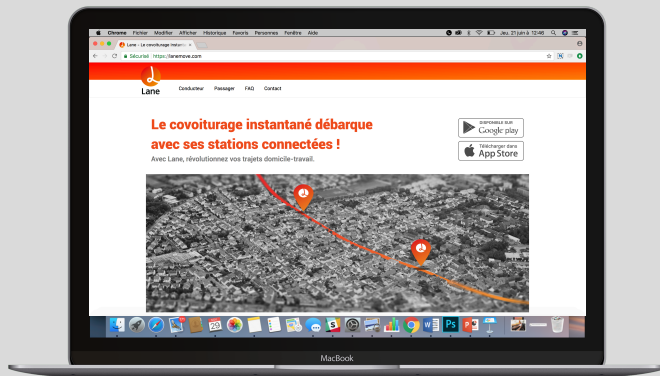 Chrome Fichier Modifier Afficher Historique Favoris Personnes Fenêtre Aide
Jeu. 21 juin à 12:46
Lane - Le covoiturage instanta
Sécurisé https://lanemove.com
Lane
Conducteur Passager FAQ Contact
Le covoiturage instantané débarque
avec ses stations connectées !
Avec Lane, révolutionnez vos trajets domicile-travail.
DISPONIBLE SUR
Google play
Télécharger dans
App Store
Ps
MacBook